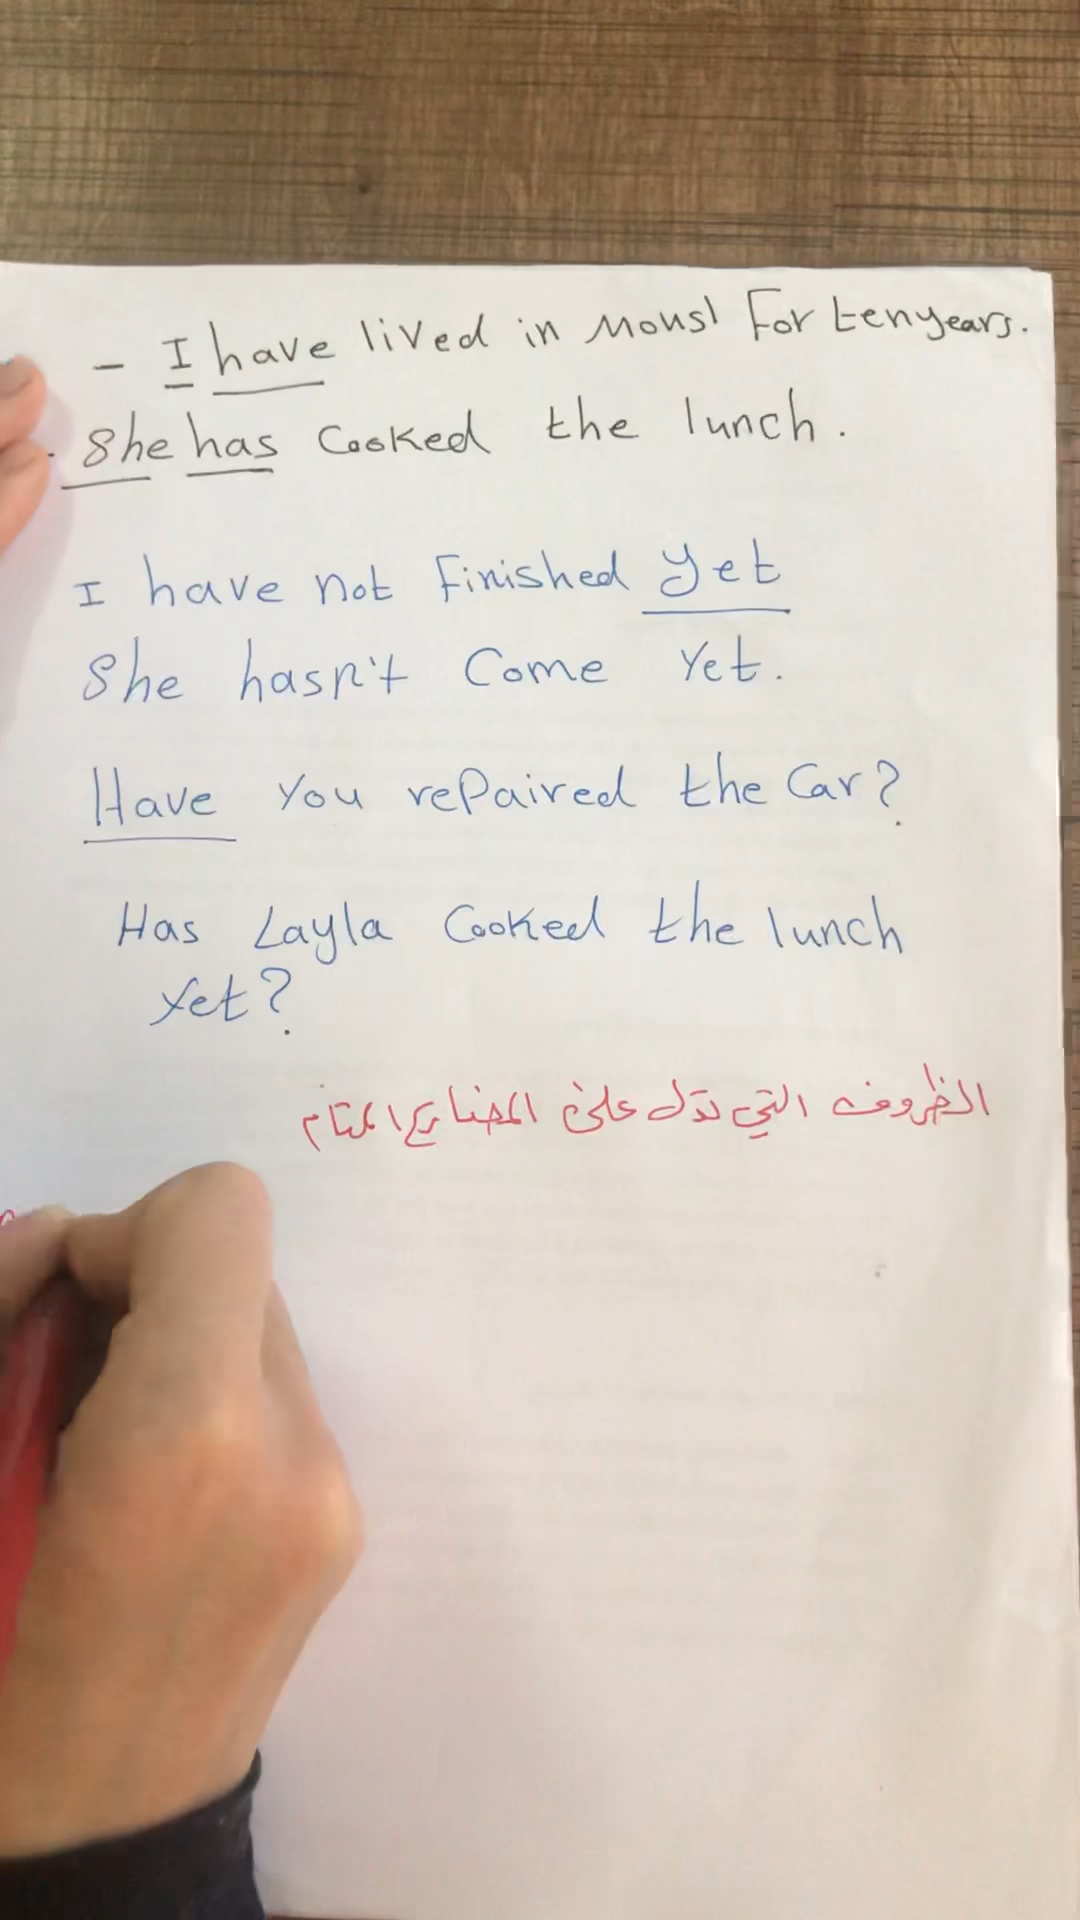 - I have lived in Mousl For ten years.
. She has Cooked the lunch.
I have not Finished yet
She hasn't Come Yet.
Have You rePaired the Car?
Has Layla Cooked the lunch
Yet?
الظروف التي تدل على المضارع التام